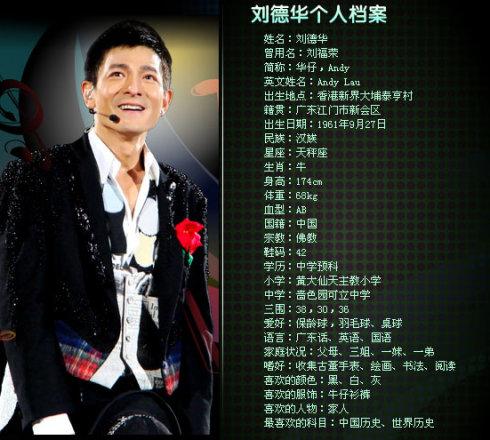 刘德华个人档案
姓名：刘德华
曾用名：刘福荣
简称：华仔，Andy
英文姓名：Andy Lau
出生地点：香港新界大埔泰亨村
籍贯：广东江门市新会区
出生日期：1961年9月27日
民族：汉族
星座：天秤座
生肖：牛
身高：174cm
体重：68kg
血型：AB
国籍：中国
宗教：佛教
鞋码：42
学历：中学预科
小学：黄大仙天主教小学
中学：啬色园可立中学
三围：38，30，36
爱好：保龄球，羽毛球、桌球
语言：广东话、英语、国语
家庭状况：父母、三姐、一妹、一弟
嗜好：收集古董手表、绘画、书法、阅读
喜欢的颜色：黑、白、灰
喜欢的服饰：牛仔衫裤
喜欢的人物：家人
最喜欢的科目：中国历史、世界历史